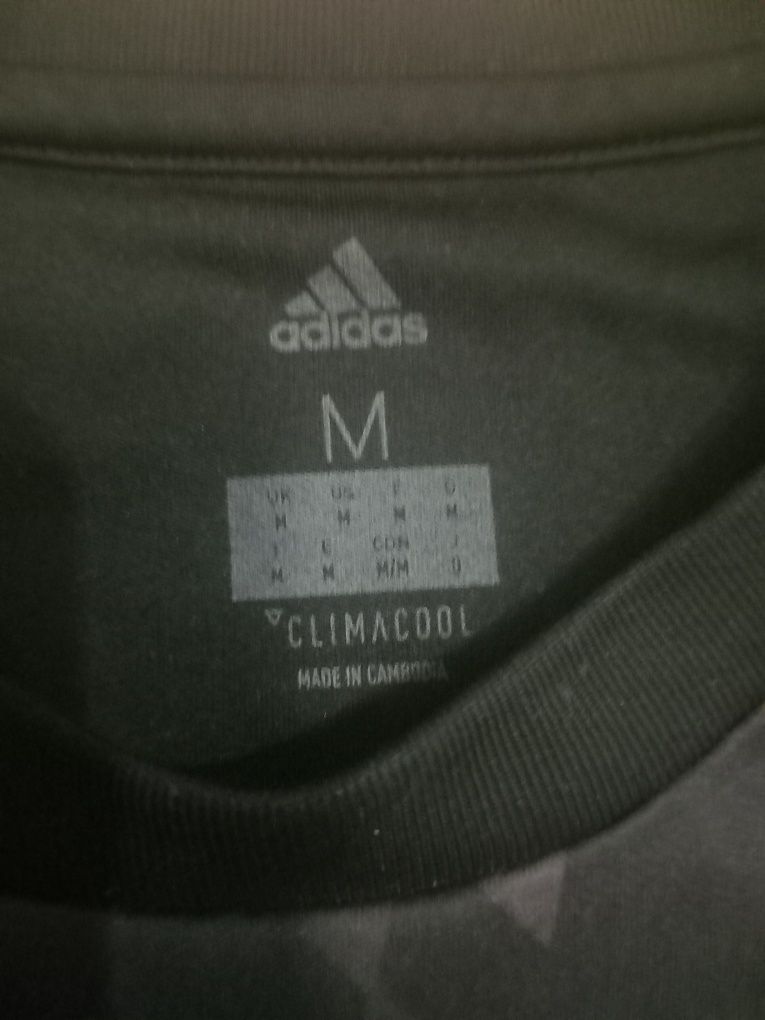 adidas
M
UK US F D
M M M M
I E CDN J
M M M/M O
CLIMACOOL
MADE IN CAMBODIA